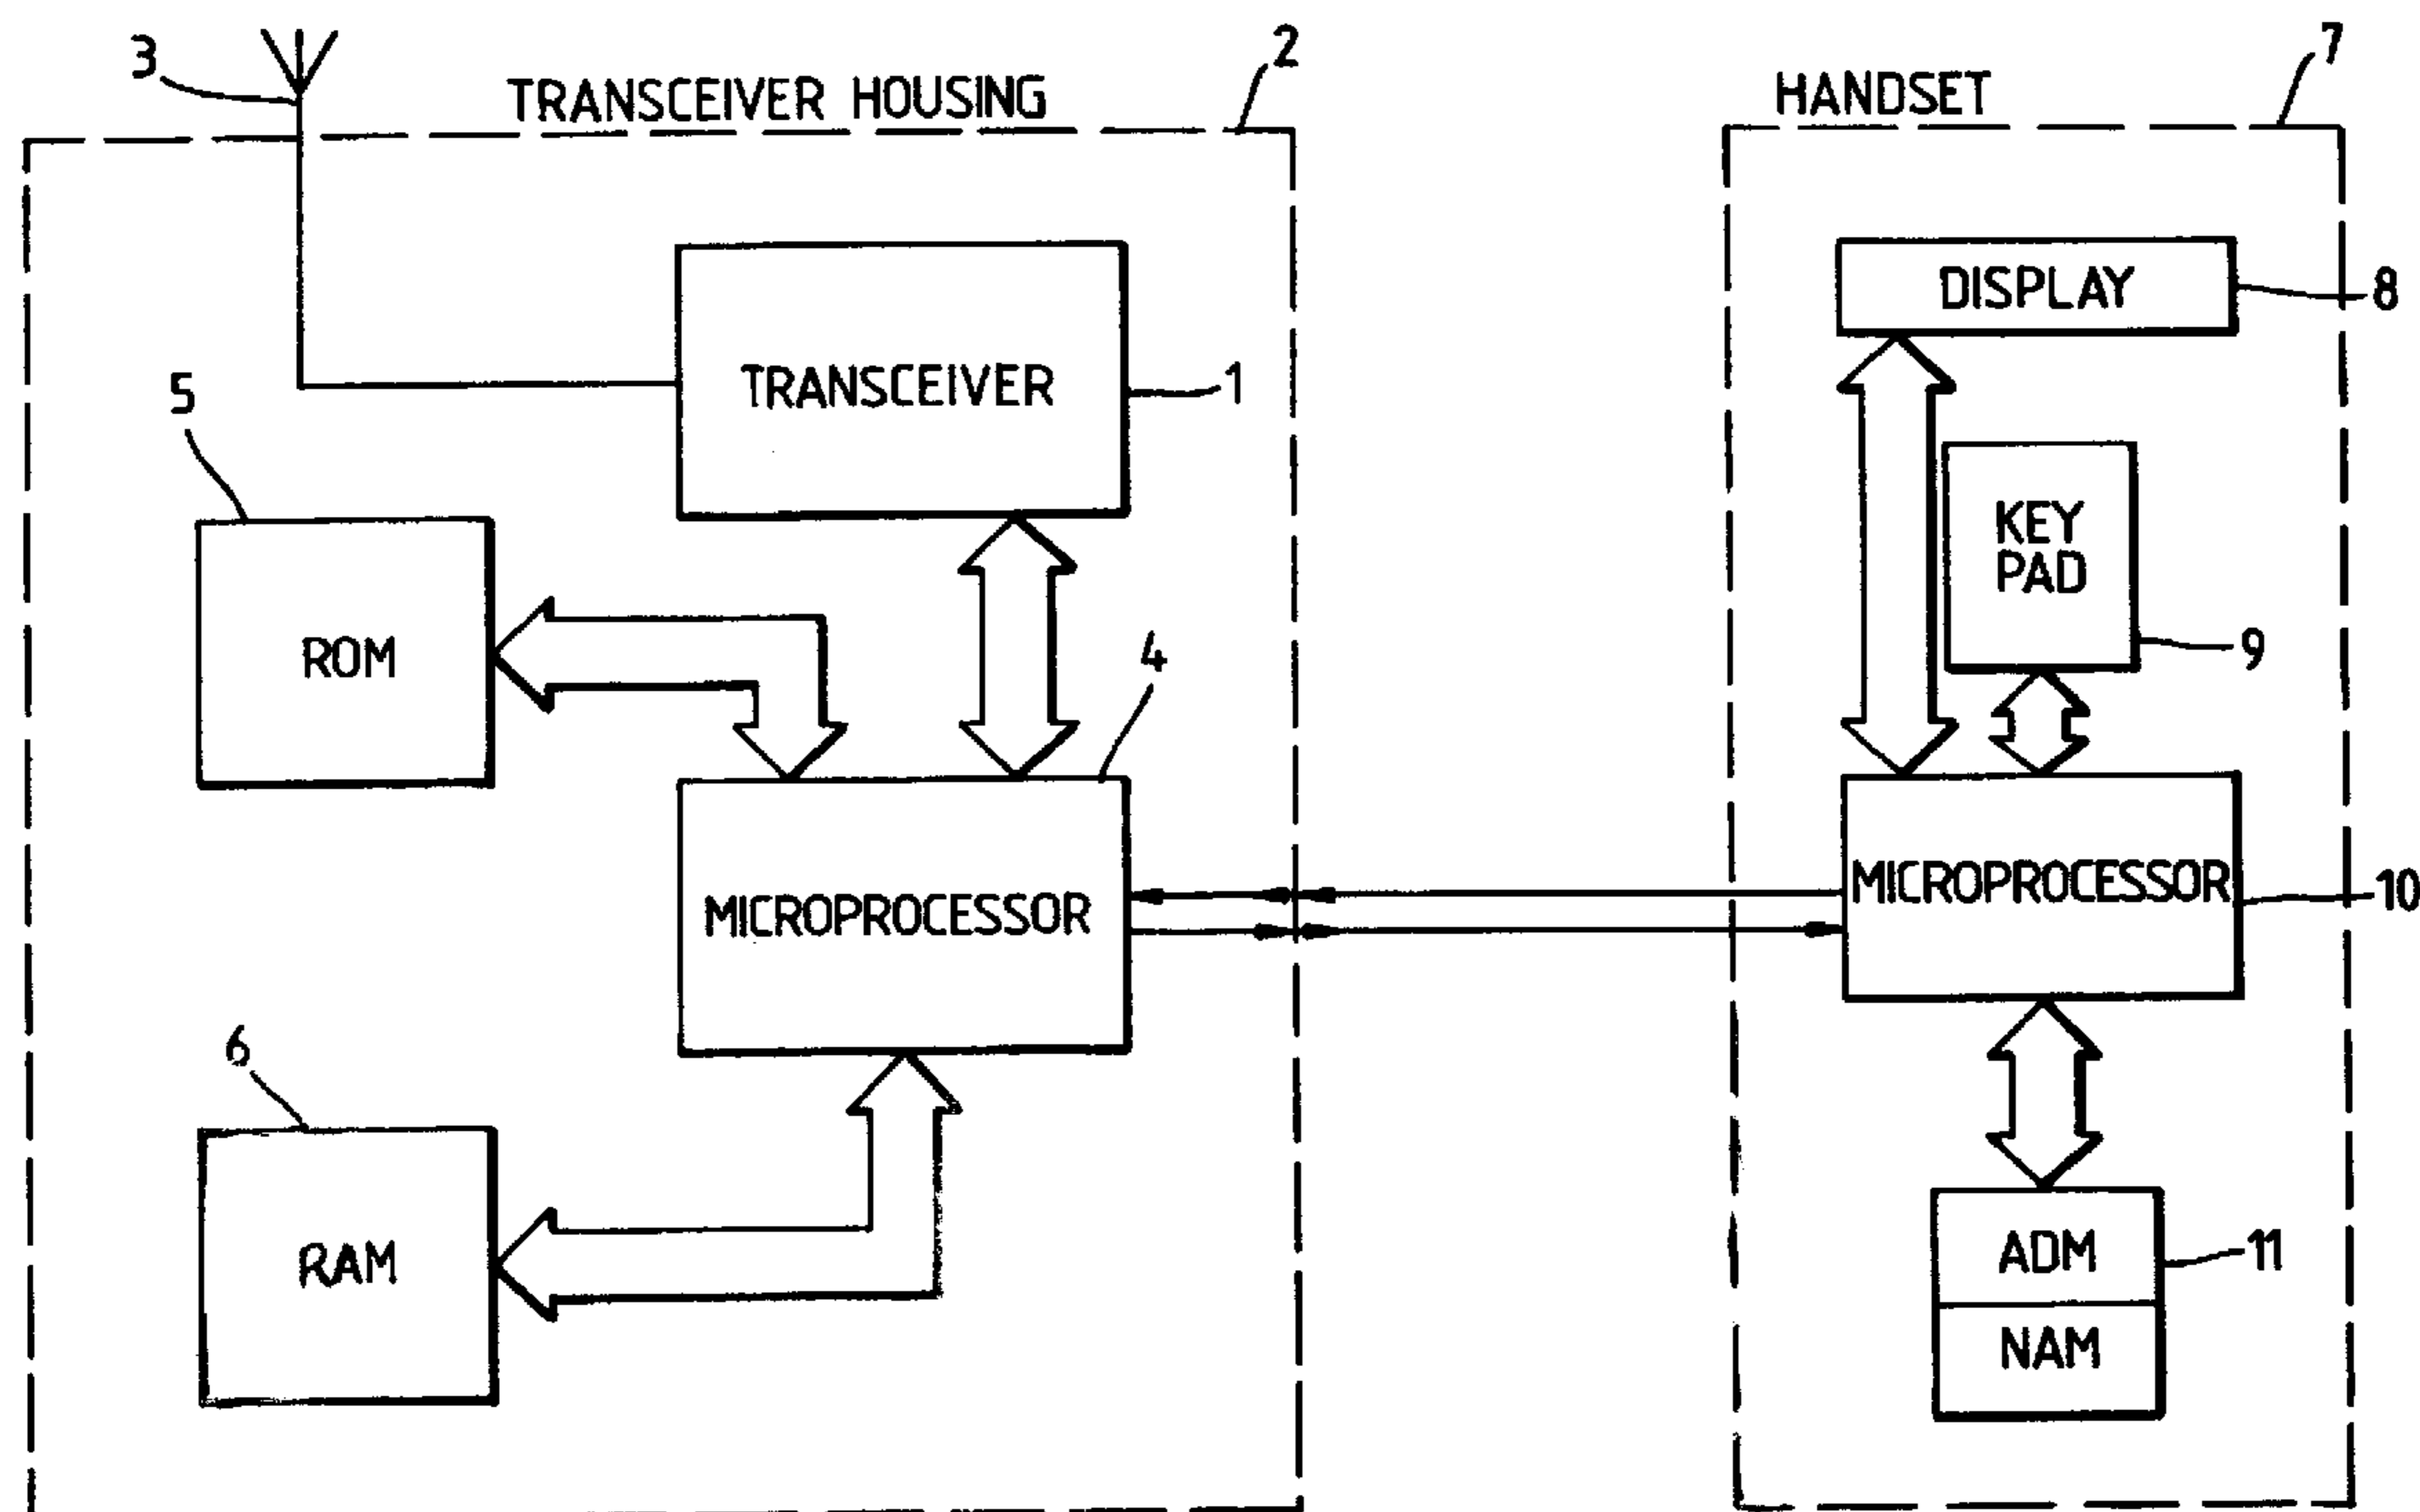 3
TRANSCEIVER HOUSING
2
HANDSET
7
DISPLAY
8
TRANSCEIVER
1
5
KEY
PAD
9
ROM
4
MICROPROCESSOR
MICROPROCESSOR
10
6
RAM
ADM
11
NAM